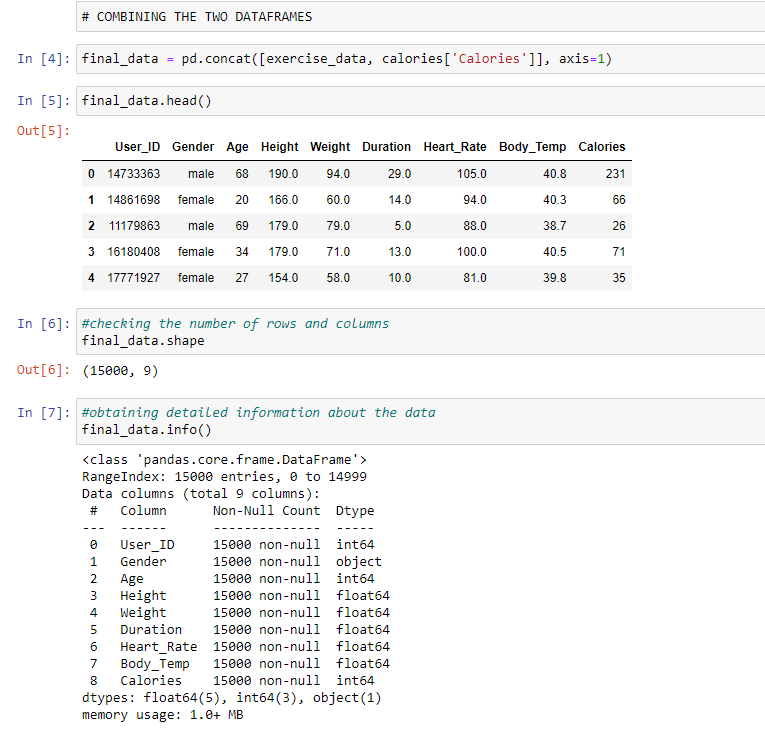 # COMBINING THE TWO DATAFRAMES
In [4]: final_data = pd.concat([exercise_data, calories['Calories']], axis=1)
In [5]: final_data.head()
Out[5]:
User_ID Gender Age Height Weight Duration Heart_Rate Body_Temp Calories
0 14733363 male 68 190.0 94.0 29.0 105.0 40.8 231
1 14861698 female 20 166.0 60.0 14.0 94.0 40.3 66
2 11179863 male 69 179.0 79.0 5.0 88.0 38.7 26
3 16180408 female 34 179.0 71.0 13.0 100.0 40.5 71
4 17771927 female 27 154.0 58.0 10.0 81.0 39.8 35
In [6]: #checking the number of rows and columns
final_data.shape
Out[6]: (15000, 9)
In [7]: #obtaining detailed information about the data
final_data.info()
<class 'pandas.core.frame.DataFrame'>
RangeIndex: 15000 entries, 0 to 14999
Data columns (total 9 columns):
# Column Non-Null Count Dtype
--- ------ -------------- -----
0 User_ID 15000 non-null int64
1 Gender 15000 non-null object
2 Age 15000 non-null int64
3 Height 15000 non-null float64
4 Weight 15000 non-null float64
5 Duration 15000 non-null float64
6 Heart_Rate 15000 non-null float64
7 Body_Temp 15000 non-null float64
8 Calories 15000 non-null int64
dtypes: float64(5), int64(3), object(1)
memory usage: 1.0+ MB